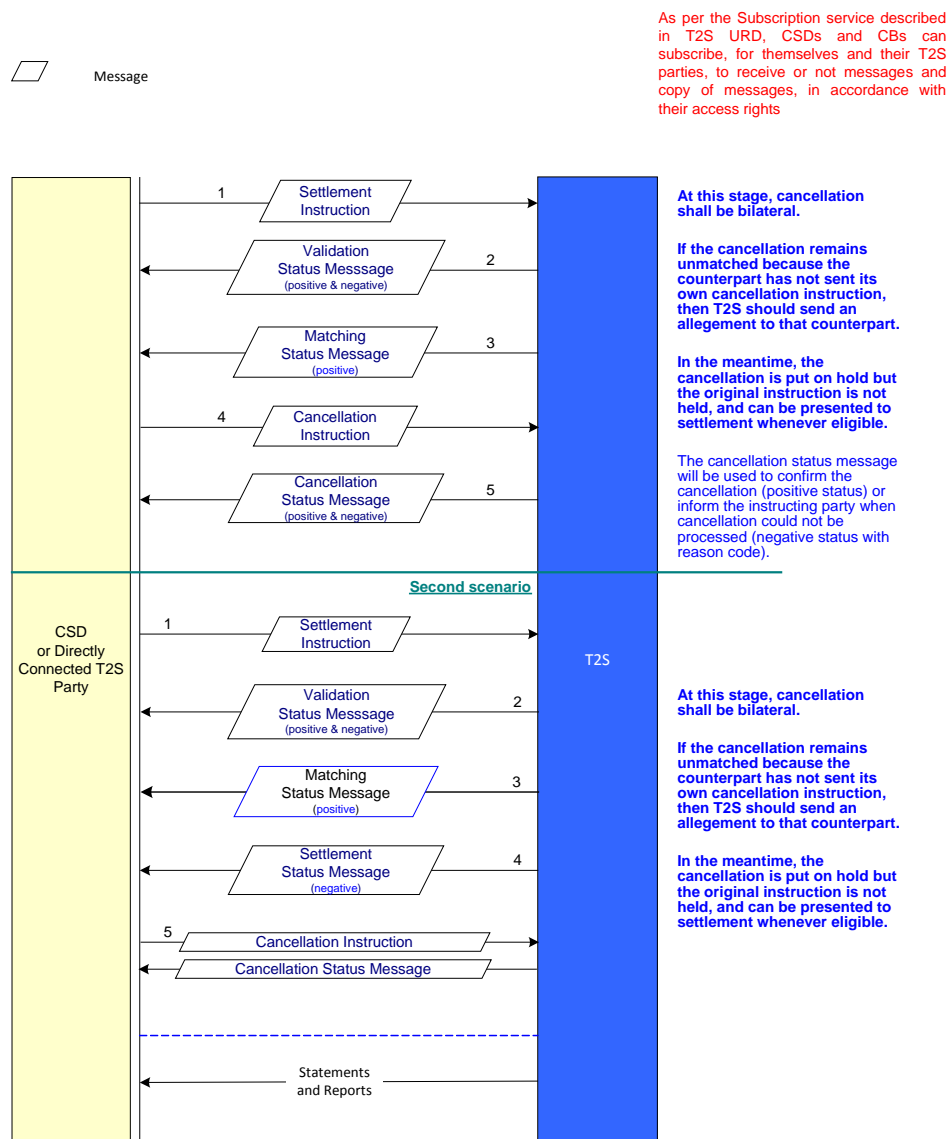 As per the Subscription service described
in T2S URD, CSDs and CBs can
subscribe, for themselves and their T2S
parties, to receive or not messages and
copy of messages, in accordance with
their access rights
Message
1
Settlement
Instruction
At this stage, cancellation
shall be bilateral.
Validation
Status Messsage
(positive & negative)
2
If the cancellation remains
unmatched because the
counterpart has not sent its
own cancellation instruction,
then T2S should send an
allegement to that counterpart.
Matching
Status Message
(positive)
3
In the meantime, the
cancellation is put on hold but
the original instruction is not
held, and can be presented to
settlement whenever eligible.
4
Cancellation
Instruction
Cancellation
Status Message
(positive & negative)
5
The cancellation status message
will be used to confirm the
cancellation (positive status) or
inform the instructing party when
cancellation could not be
processed (negative status with
reason code).
Second scenario
CSD
or Directly
Connected T2S
Party
1
Settlement
Instruction
T2S
Validation
Status Messsage
(positive & negative)
2
At this stage, cancellation
shall be bilateral.
Matching
Status Message
(positive)
3
If the cancellation remains
unmatched because the
counterpart has not sent its
own cancellation instruction,
then T2S should send an
allegement to that counterpart.
Settlement
Status Message
(negative)
4
In the meantime, the
cancellation is put on hold but
the original instruction is not
held, and can be presented to
settlement whenever eligible.
5
Cancellation Instruction
Cancellation Status Message
Statements
and Reports